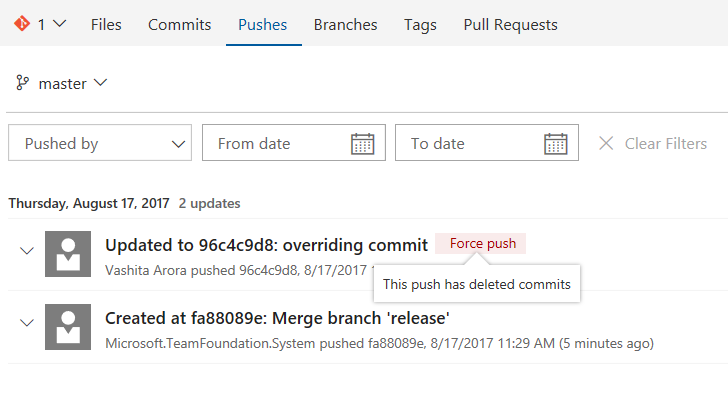 1 Files Commits Pushes Branches Tags Pull Requests
master
Pushed by From date To date Clear Filters
Thursday, August 17, 2017 2 updates
Updated to 96c4c9d8: overriding commit Force push
Vashita Arora pushed 96c4c9d8, 8/17/2017
This push has deleted commits
Created at fa88089e: Merge branch 'release'
Microsoft.TeamFoundation.System pushed fa88089e, 8/17/2017 11:29 AM (5 minutes ago)